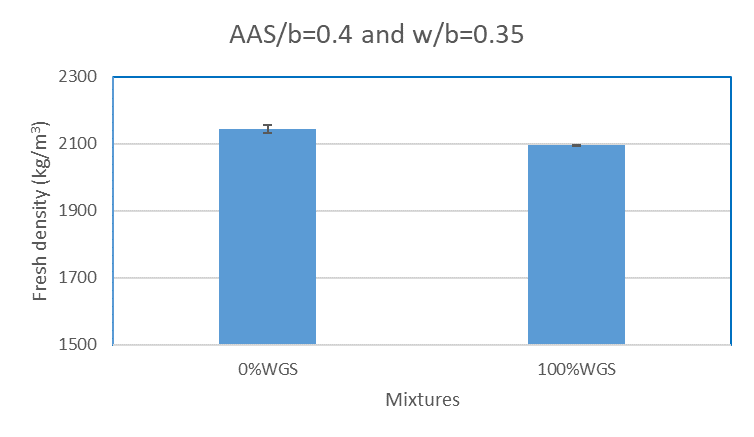 AAS/b=0.4 and w/b=0.35
2300
2100
1900
1700
1500
Fresh density (kg/m³)
0%WGS
100%WGS
Mixtures